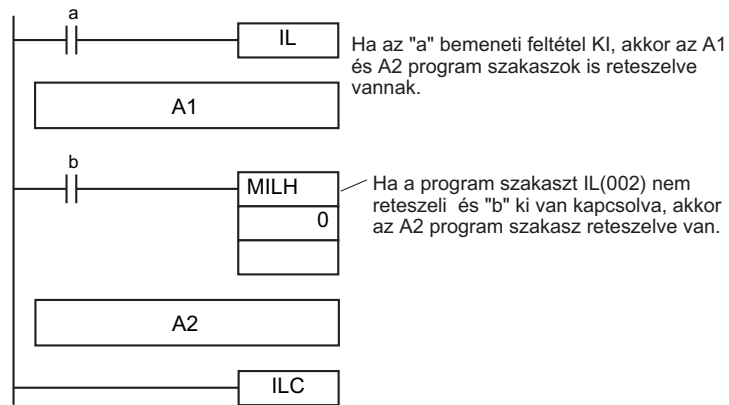 a
IL
Ha az "a" bemeneti feltétel KI, akkor az A1
és A2 program szakaszok is reteszelve
vannak.
A1
b
MILH
0
Ha a program szakaszt IL(002) nem
reteszeli és "b" ki van kapcsolva, akkor
az A2 program szakasz reteszelve van.
A2
ILC